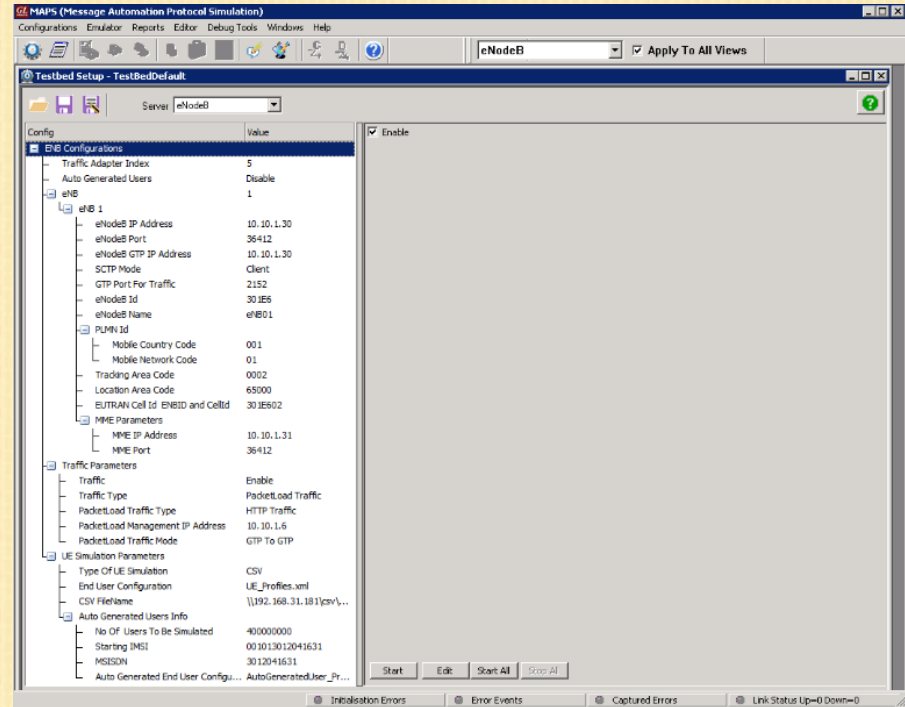 MAPS (Message Automation Protocol Simulation)
Configurations Emulator Reports Editor Debug Tools Windows Help
eNodeB Apply To All Views
Testbed Setup - TestBedDefault
Server eNodeB
Config Value
Enable
ENB Configurations
Traffic Adapter Index 5
Auto Generated Users Disable
eNB 1
eNB 1
eNodeB IP Address 10.10.1.30
eNodeB Port 36412
eNodeB GTP IP Address 10.10.1.30
SCTP Mode Client
GTP Port For Traffic 2152
eNodeB Id 301E6
eNodeB Name eNB01
PLMN Id
Mobile Country Code 001
Mobile Network Code 01
Tracking Area Code 0002
Location Area Code 65000
EUTRAN Cell Id ENBID and CellId 301E602
MME Parameters
MME IP Address 10.10.1.31
MME Port 36412
Traffic Parameters
Traffic Enable
Traffic Type PacketLoad Traffic
PacketLoad Traffic Type HTTP Traffic
PacketLoad Management IP Address 10.10.1.6
PacketLoad Traffic Mode GTP To GTP
UE Simulation Parameters
Type Of UE Simulation CSV
End User Configuration UE_Profiles.xml
CSV FileName \\192.168.31.181\csv\...
Auto Generated Users Info
No Of Users To Be Simulated 400000000
Starting IMSI 001013012041631
MSISDN 3012041631
Auto Generated End User Configu... AutoGeneratedUser_Pr...
Start Edit Start All Stop All
Initialisation Errors Error Events Captured Errors Link Status Up=0 Down=0